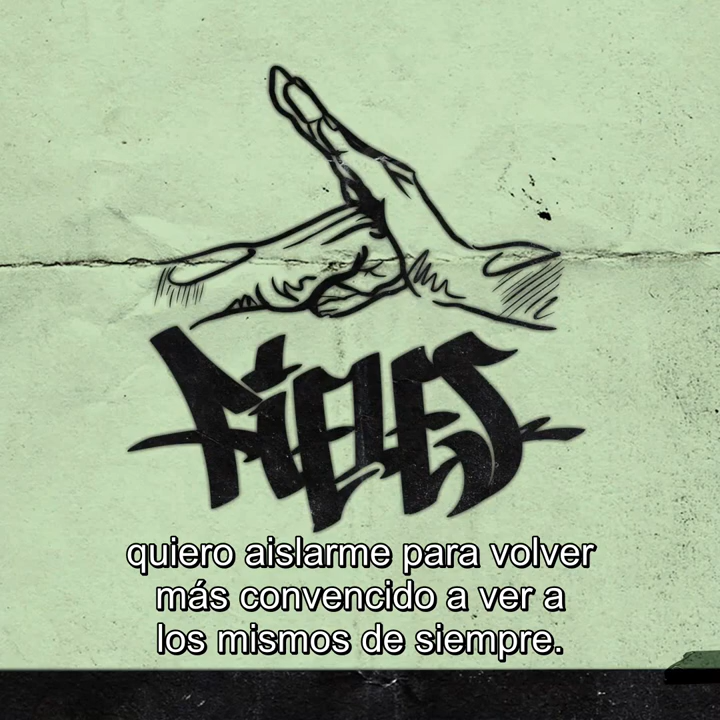 FIELES
quiero aislarme para volver
más convencido a ver a
los mismos de siempre.